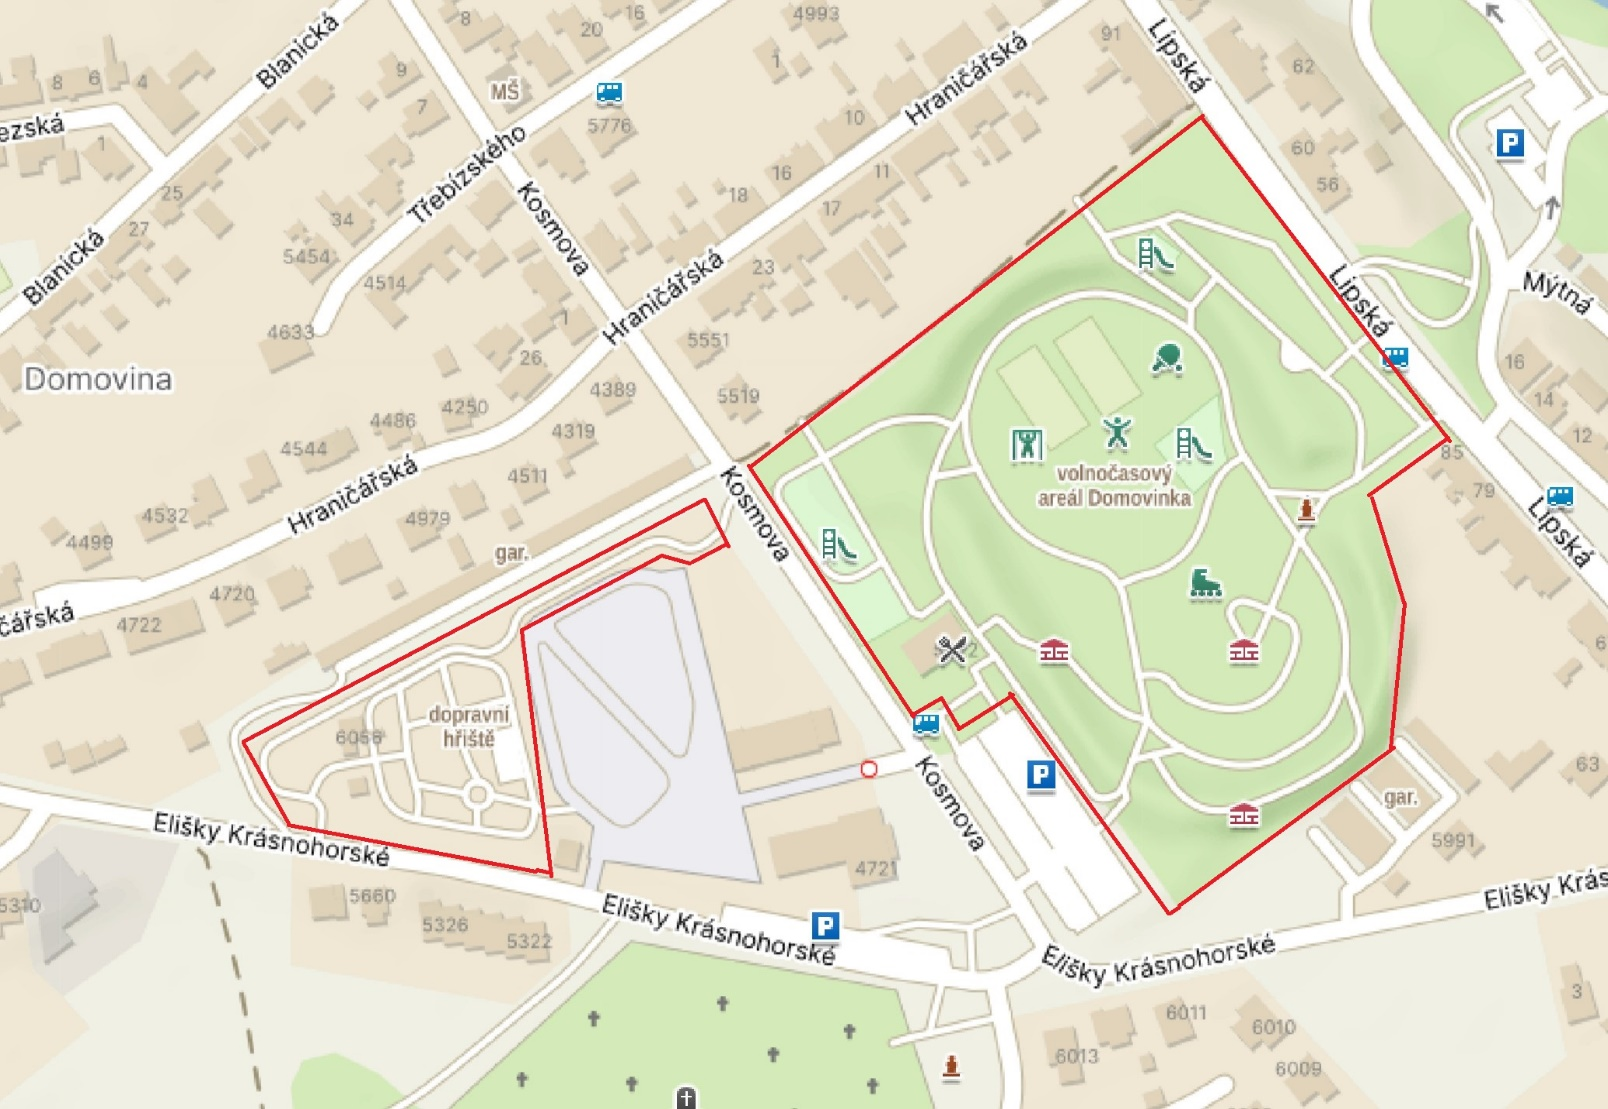 Blanická
8
16
4993
20
1
91
Lipská
62
9
8
6
4
MŠ
Hraničářská
7
5776
10
60
P
ezská
1
Třebízského
56
25
16
11
18
17
27
34
Kosmova
Blanická
5454
4514
23
Hraničářská
Lipská
Mýtná
4633
1
5551
16
Domovina
26
4389
5519
14
4250
4486
4319
12
4544
85
Hraničářská
4511
Kosmova
volnočasový
areál Domovinka
79
4532
4979
Lipská
4499
gar.
4720
čářská
4722
6
dopravní
hřiště
6056
P
63
Kosmova
gar.
Elišky Krásnohorské
5991
4721
5310
5660
5326
5322
Elišky Krásnohorské
P
Elišky Krás
Elišky Krásnohorské
3
6011
6010
6013
6009